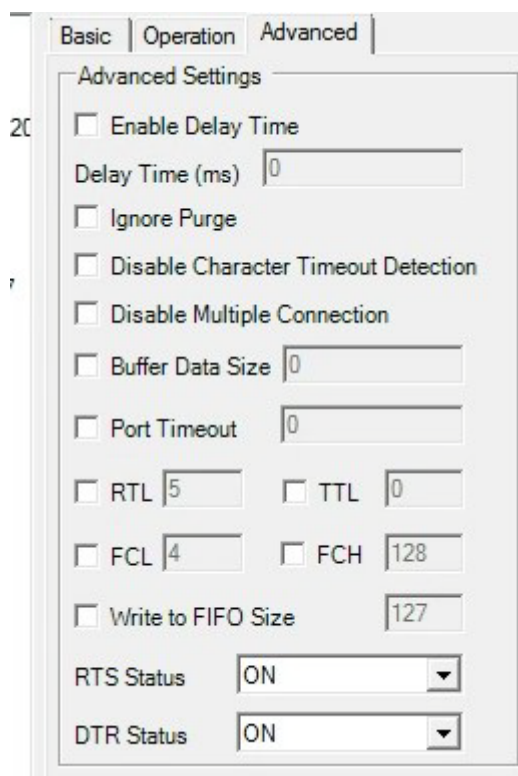 Basic Operation Advanced
Advanced Settings
20
Enable Delay Time
Delay Time (ms) 0
Ignore Purge
Disable Character Timeout Detection
Disable Multiple Connection
Buffer Data Size 0
Port Timeout 0
RTL 5 TTL 0
FCL 4 FCH 128
Write to FIFO Size 127
RTS Status ON
DTR Status ON